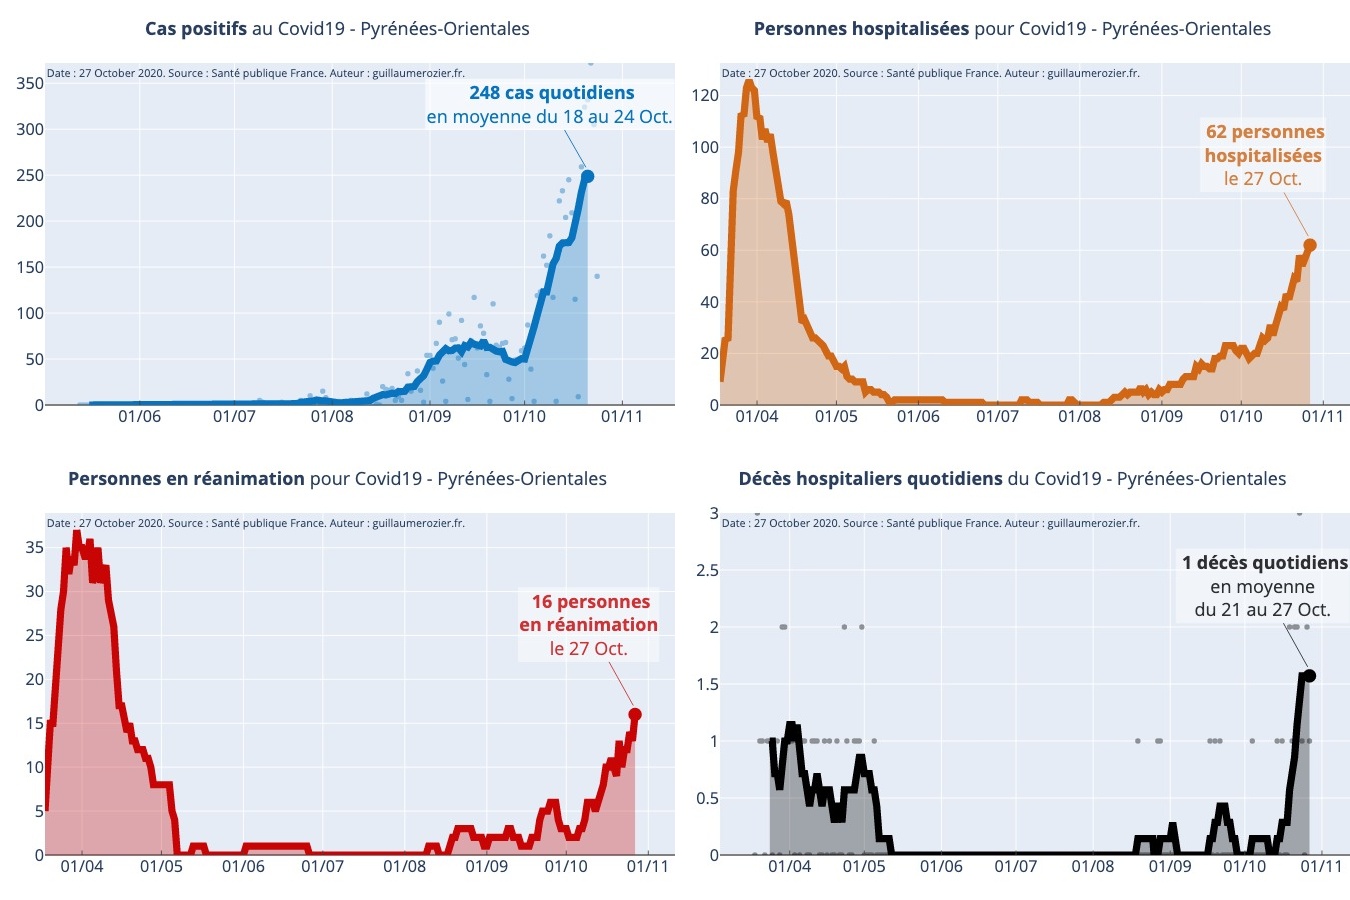 Cas positifs au Covid19 - Pyrénées-Orientales
Date : 27 October 2020. Source : Santé publique France. Auteur : guillaumerozier.fr.
248 cas quotidiens
en moyenne du 18 au 24 Oct.
350
300
250
200
150
100
50
0
01/06 01/07 01/08 01/09 01/10 01/11
Personnes hospitalisées pour Covid19 - Pyrénées-Orientales
Date : 27 October 2020. Source : Santé publique France. Auteur : guillaumerozier.fr.
62 personnes
hospitalisées
le 27 Oct.
120
100
80
60
40
20
0
01/04 01/05 01/06 01/07 01/08 01/09 01/10 01/11
Personnes en réanimation pour Covid19 - Pyrénées-Orientales
Date : 27 October 2020. Source : Santé publique France. Auteur : guillaumerozier.fr.
16 personnes
en réanimation
le 27 Oct.
35
30
25
20
15
10
5
0
01/04 01/05 01/06 01/07 01/08 01/09 01/10 01/11
Décès hospitaliers quotidiens du Covid19 - Pyrénées-Orientales
Date : 27 October 2020. Source : Santé publique France. Auteur : guillaumerozier.fr.
1 décès quotidiens
en moyenne
du 21 au 27 Oct.
3
2.5
2
1.5
1
0.5
0
01/04 01/05 01/06 01/07 01/08 01/09 01/10 01/11